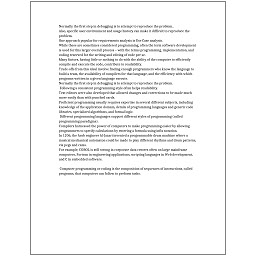 Normally the first step in debugging is to attempt to reproduce the problem.
Also, specific user environment and usage history can make it difficult to reproduce the problem.
One approach popular for requirements analysis is Use Case analysis.
While these are sometimes considered programming, often the term software development is used for this larger overall process – with the terms programming, implementation, and coding reserved for the writing and editing of code per se.
Many factors, having little or nothing to do with the ability of the computer to efficiently compile and execute the code, contribute to readability.
Trade-offs from this ideal involve finding enough programmers who know the language to build a team, the availability of compilers for that language, and the efficiency with which programs written in a given language execute.
Normally the first step in debugging is to attempt to reproduce the problem.
Following a consistent programming style often helps readability.
Text editors were also developed that allowed changes and corrections to be made much more easily than with punched cards.
Proficient programming usually requires expertise in several different subjects, including knowledge of the application domain, details of programming languages and generic code libraries, specialized algorithms, and formal logic.
Different programming languages support different styles of programming (called programming paradigms).
Compilers harnessed the power of computers to make programming easier by allowing programmers to specify calculations by entering a formula using infix notation.
In 1206, the Arab engineer Al-Jazari invented a programmable drum machine where a musical mechanical automaton could be made to play different rhythms and drum patterns, via pegs and cams.
For example, COBOL is still strong in corporate data centers often on large mainframe computers, Fortran in engineering applications, scripting languages in Web development, and C in embedded software.
Computer programming or coding is the composition of sequences of instructions, called programs, that computers can follow to perform tasks.